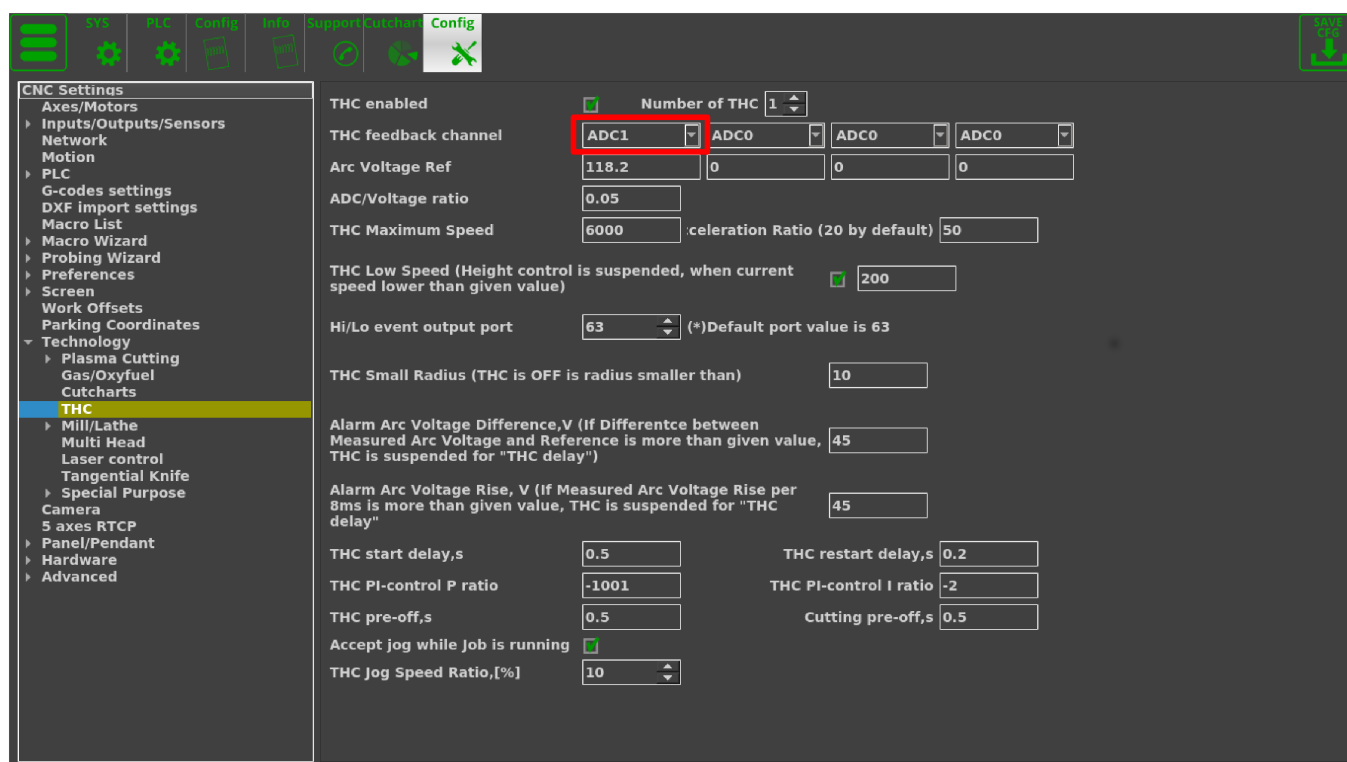 SYS PLC Config Info Support Cutchart Config
SAVE
CFG
CNC Settings
Axes/Motors
Inputs/Outputs/Sensors
Network
Motion
PLC
G-codes settings
DXF import settings
Macro List
Macro Wizard
Probing Wizard
Preferences
Screen
Work Offsets
Parking Coordinates
Technology
Plasma Cutting
Gas/Oxyfuel
Cutcharts
THC
Mill/Lathe
Multi Head
Laser control
Tangential Knife
Special Purpose
Camera
5 axes RTCP
Panel/Pendant
Hardware
Advanced
THC enabled Number of THC 1
THC feedback channel ADC1 ADC0 ADC0 ADC0
Arc Voltage Ref 118.2 0 0 0
ADC/Voltage ratio 0.05
THC Maximum Speed 6000 :celeration Ratio (20 by default) 50
THC Low Speed (Height control is suspended, when current
speed lower than given value) 200
Hi/Lo event output port 63 (*)Default port value is 63
THC Small Radius (THC is OFF is radius smaller than) 10
Alarm Arc Voltage Difference,V (If Differentce between
Measured Arc Voltage and Reference is more than given value, 45
THC is suspended for "THC delay")
Alarm Arc Voltage Rise, V (If Measured Arc Voltage Rise per
8ms is more than given value, THC is suspended for "THC 45
delay"
THC start delay,s 0.5 THC restart delay,s 0.2
THC PI-control P ratio -1001 THC PI-control I ratio -2
THC pre-off,s 0.5 Cutting pre-off,s 0.5
Accept jog while Job is running
THC Jog Speed Ratio,[%] 10